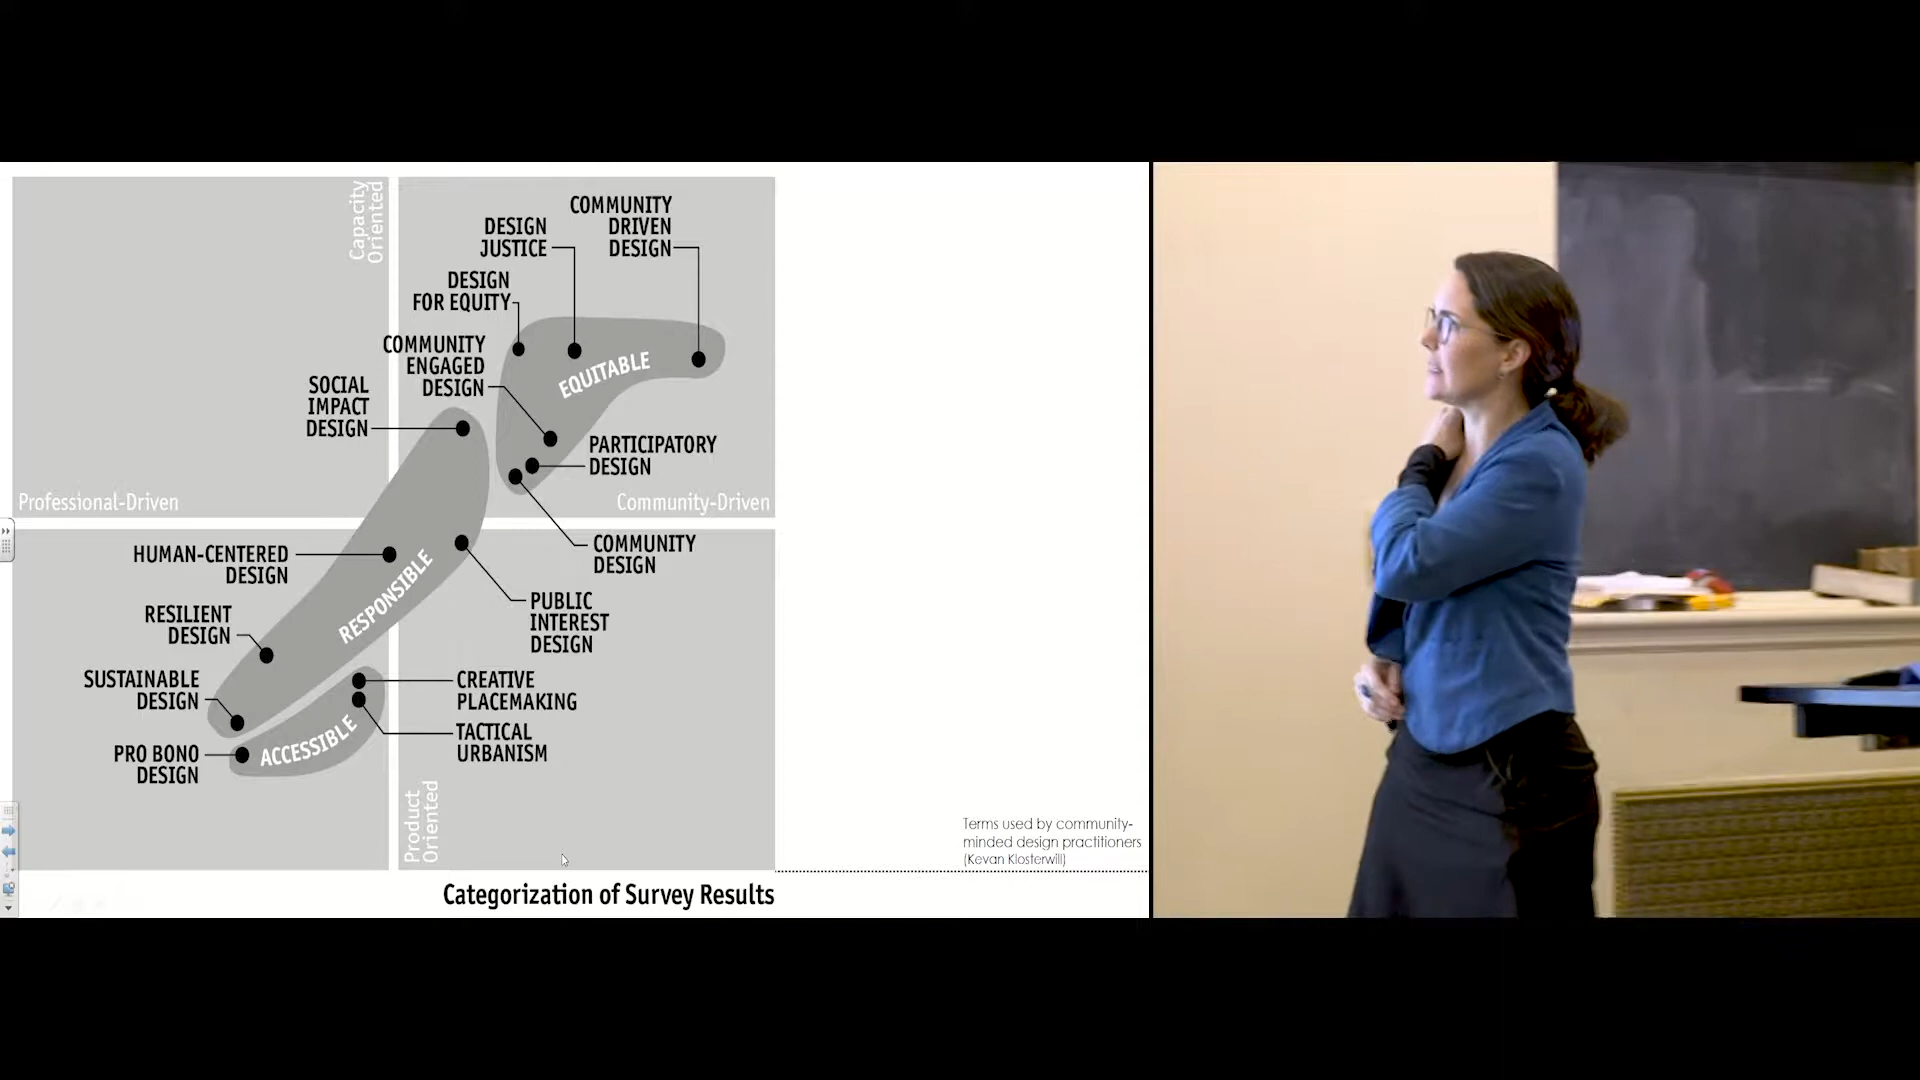 Capacity
Oriented
COMMUNITY
DRIVEN
DESIGN
DESIGN
JUSTICE
DESIGN
FOR EQUITY
COMMUNITY
ENGAGED
DESIGN
EQUITABLE
SOCIAL
IMPACT
DESIGN
PARTICIPATORY
DESIGN
Professional-Driven
Community-Driven
COMMUNITY
DESIGN
HUMAN-CENTERED
DESIGN
RESPONSIBLE
PUBLIC
INTEREST
DESIGN
RESILIENT
DESIGN
SUSTAINABLE
DESIGN
CREATIVE
PLACEMAKING
TACTICAL
URBANISM
ACCESSIBLE
PRO BONO
DESIGN
Product
Oriented
Terms used by community-
minded design practitioners
(Kevan Klosterwill)
Categorization of Survey Results